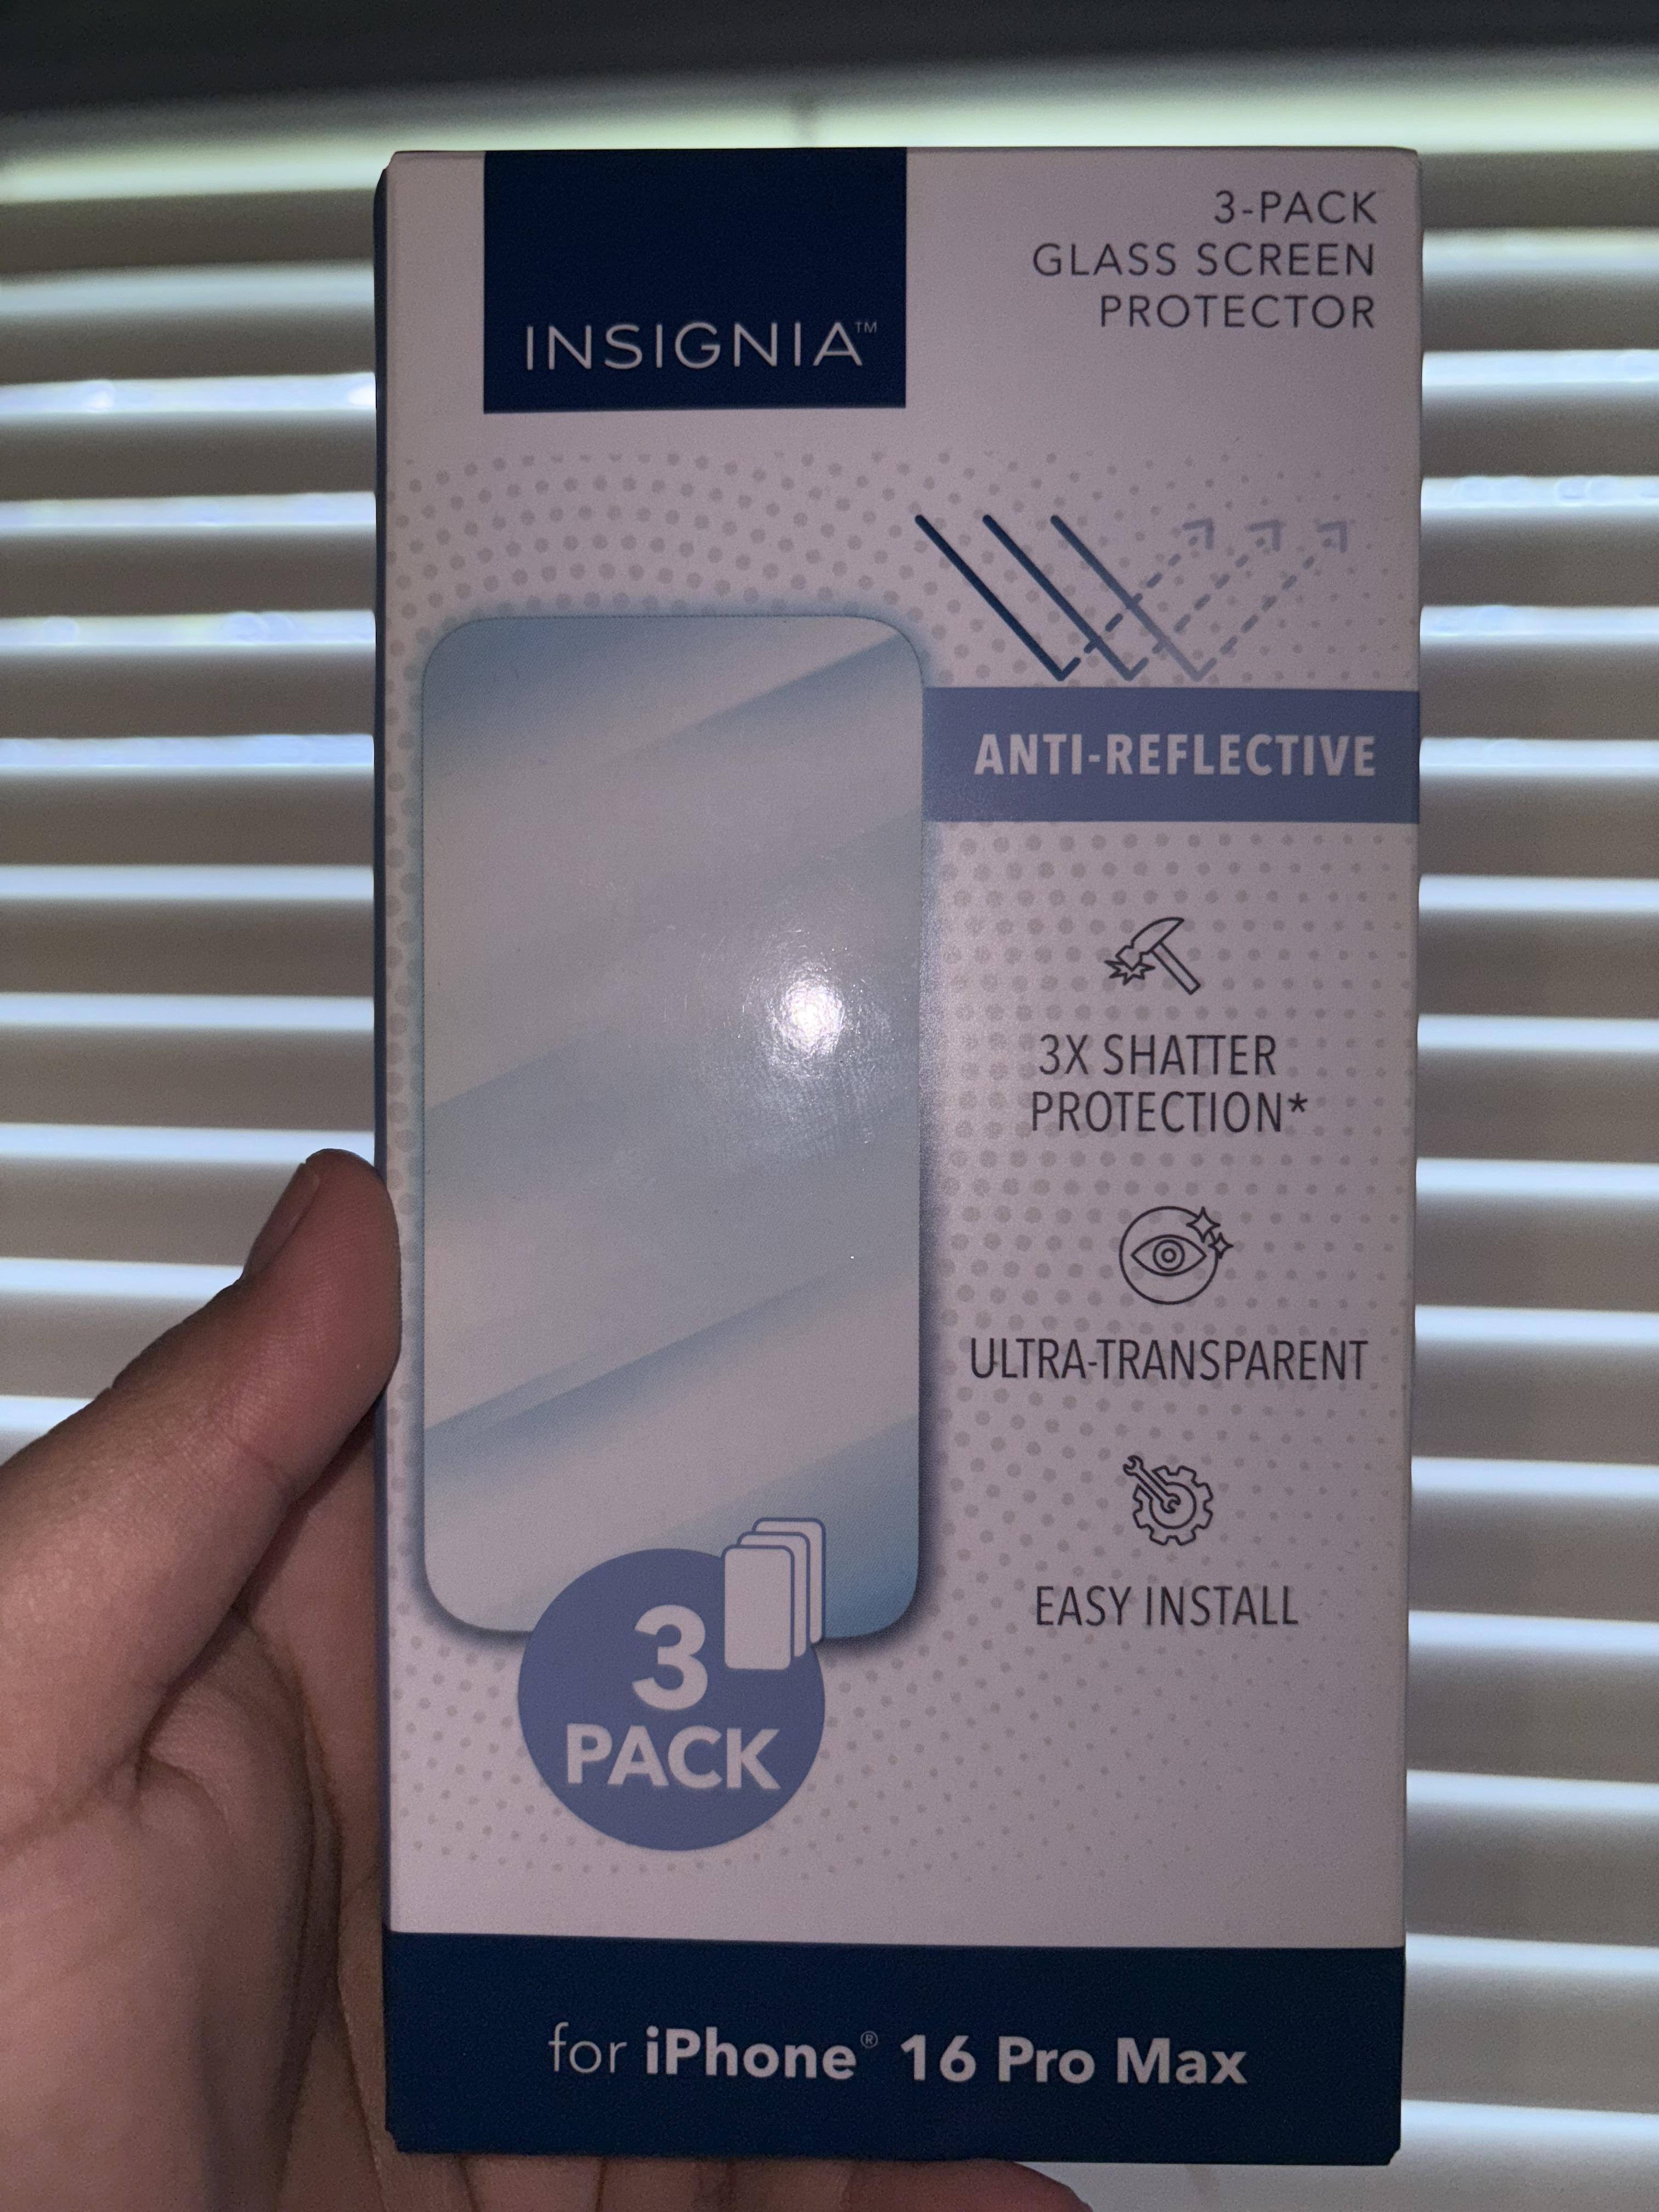 INSIGNIA™
3-PACK
GLASS SCREEN
PROTECTOR
ANTI-REFLECTIVE
3X SHATTER
PROTECTION*
ULTRA-TRANSPARENT
EASY INSTALL
3
PACK
for iPhone® 16 Pro Max